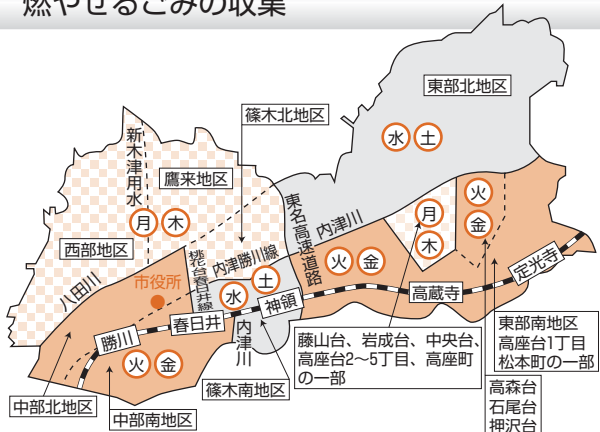 燃やせるごみの収集
東部北地区
篠木北地区
水 土
新木津用水
鷹来地区
月 木
西部地区
八田川
市役所
桃花台春日井線
内津勝川線
東名高速道路
内津川
火 金
月
木
火
金
水 土
定光寺
高蔵寺
神領
春日井
勝川
内津川
火 金
篠木南地区
中部北地区
中部南地区
藤山台、岩成台、中央台、
高座台2〜5丁目、高座町
の一部
東部南地区
高座台1丁目
松本町の一部
高森台
石尾台
押沢台